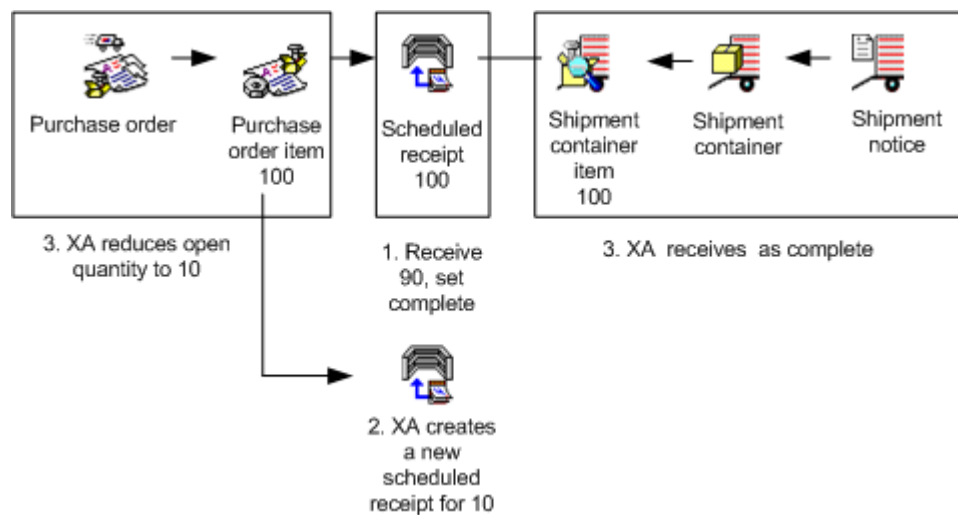 Purchase order
Purchase
order item
100
Scheduled
receipt
100
Shipment
container
item
100
Shipment
container
Shipment
notice
3. XA reduces open
quantity to 10
1. Receive
90, set
complete
3. XA receives as complete
2. XA creates
a new
scheduled
receipt for 10